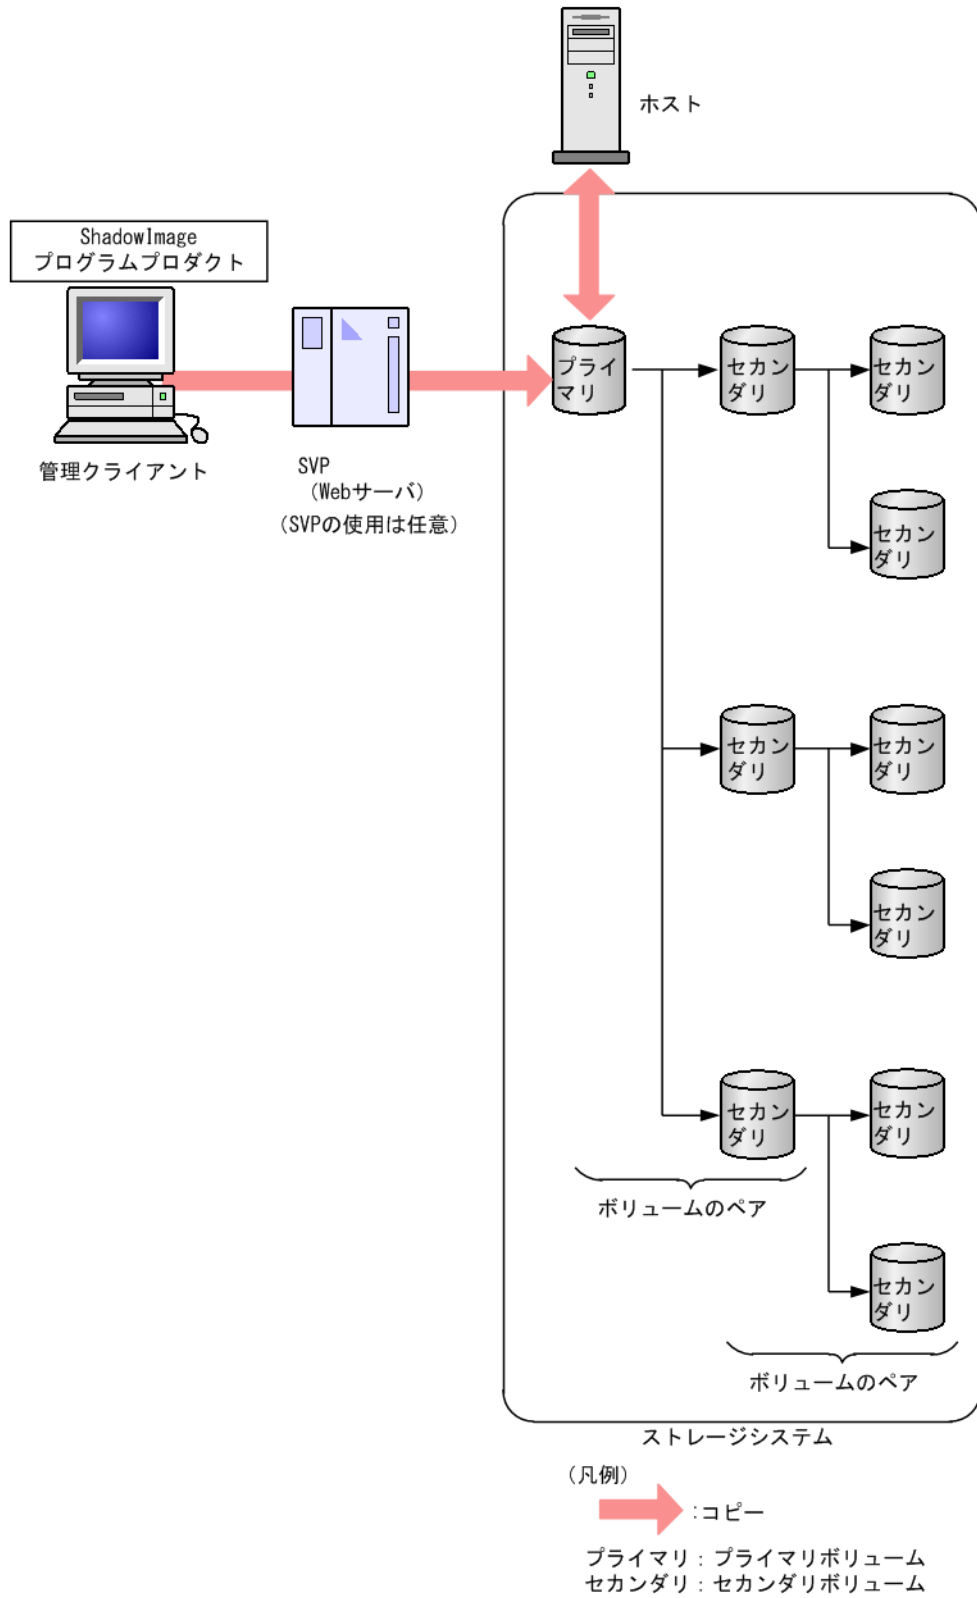 ホスト
ShadowImage
プログラムプロダクト
管理クライアント
SVP
（Webサーバ）
（SVPの使用は任意）
プライ
マリ
セカン
ダリ
セカン
ダリ
セカン
ダリ
セカン
ダリ
セカン
ダリ
セカン
ダリ
セカン
ダリ
セカン
ダリ
ボリュームのペア
セカン
ダリ
ボリュームのペア
ストレージシステム
（凡例）
：コピー
プライマリ：プライマリボリューム
セカンダリ：セカンダリボリューム